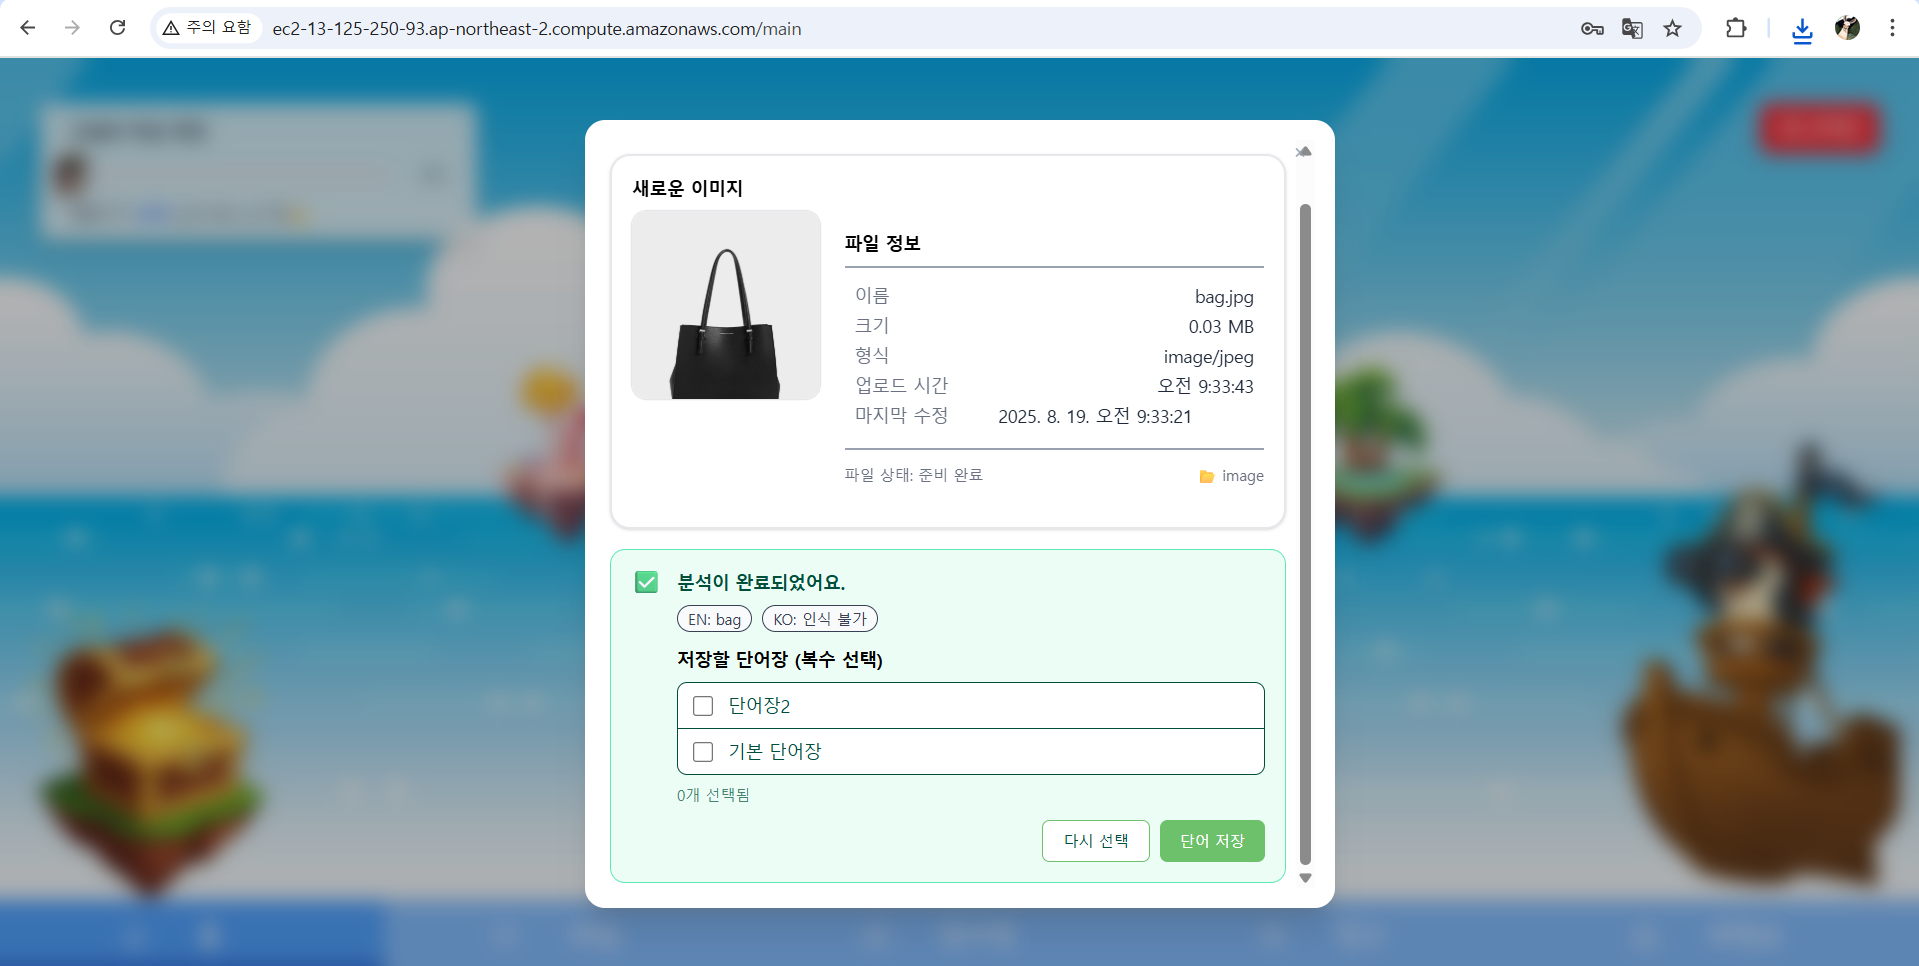 주의 요함
ec2-13-125-250-93.ap-northeast-2.compute.amazonaws.com/main
새로운 이미지
파일 정보
이름 bag.jpg
크기 0.03 MB
형식 image/jpeg
업로드 시간 오전 9:33:43
마지막 수정 2025. 8. 19. 오전 9:33:21
파일 상태: 준비 완료 image
분석이 완료되었어요.
EN: bag KO: 인식 불가
저장할 단어장 (복수 선택)
단어장2
기본 단어장
0개 선택됨
다시 선택 단어 저장